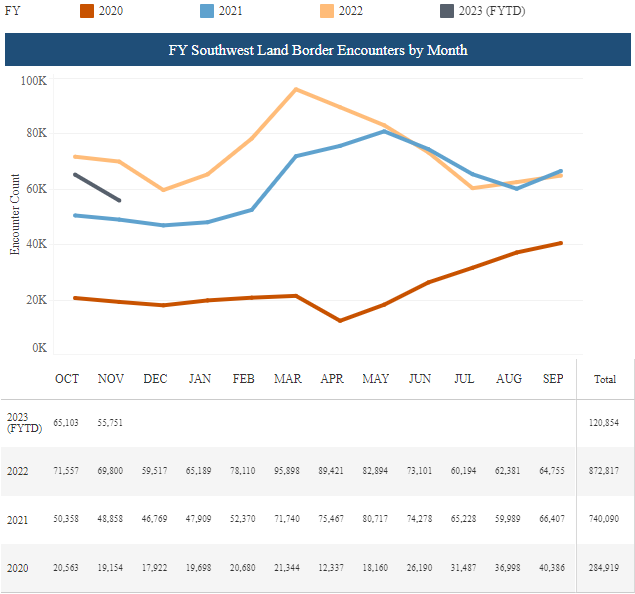 FY 2020 2021 2022 2023 (FYTD)
FY Southwest Land Border Encounters by Month
100K
80K
60K
40K
20K
0K
Encounter Count
OCT NOV DEC JAN FEB MAR APR MAY JUN JUL AUG SEP Total
2023 (FYTD) 65,103 55,751 120,854
2022 71,557 69,800 59,517 65,189 78,110 95,898 89,421 82,894 73,101 60,194 62,381 64,755 872,817
2021 50,358 48,858 46,769 47,909 52,370 71,740 75,467 80,717 74,278 65,228 59,989 66,407 740,090
2020 20,563 19,154 17,922 19,698 20,680 21,344 12,337 18,160 26,190 31,487 36,998 40,386 284,919